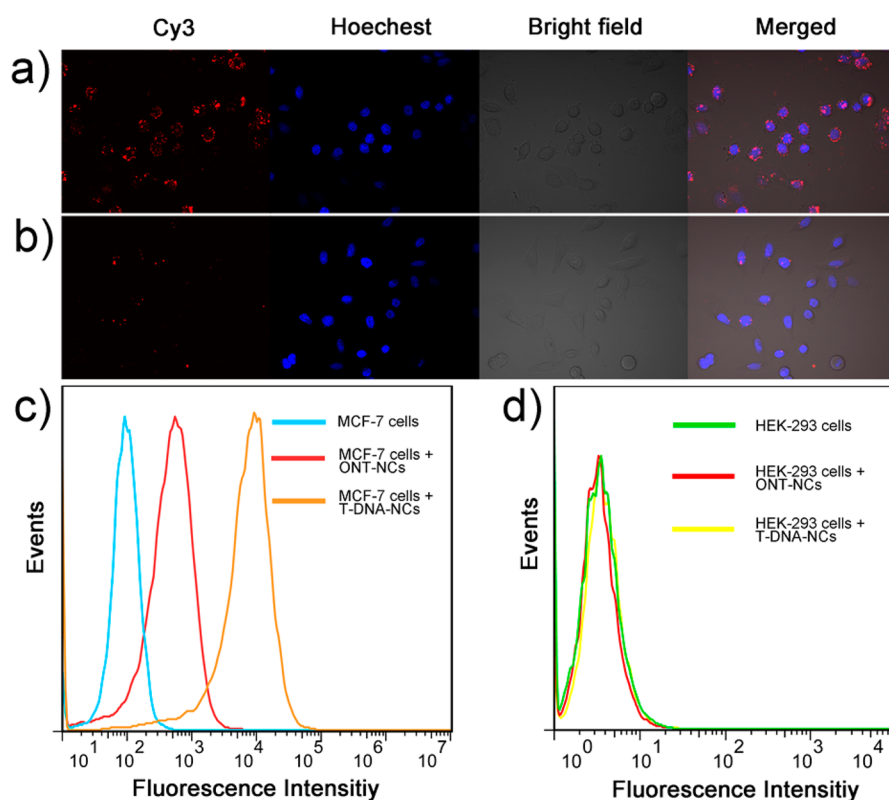 Cy3 Hoechest Bright field Merged
a)
b)
c)
MCF-7 cells
MCF-7 cells +
ONT-NCs
MCF-7 cells +
T-DNA-NCs
Events
10^1 10^2 10^3 10^4 10^5 10^6 10^7
Fluorescence Intensitiy
d)
HEK-293 cells
HEK-293 cells +
ONT-NCs
HEK-293 cells +
T-DNA-NCs
Events
10^0 10^1 10^2 10^3 10^4
Fluorescence Intensitiy